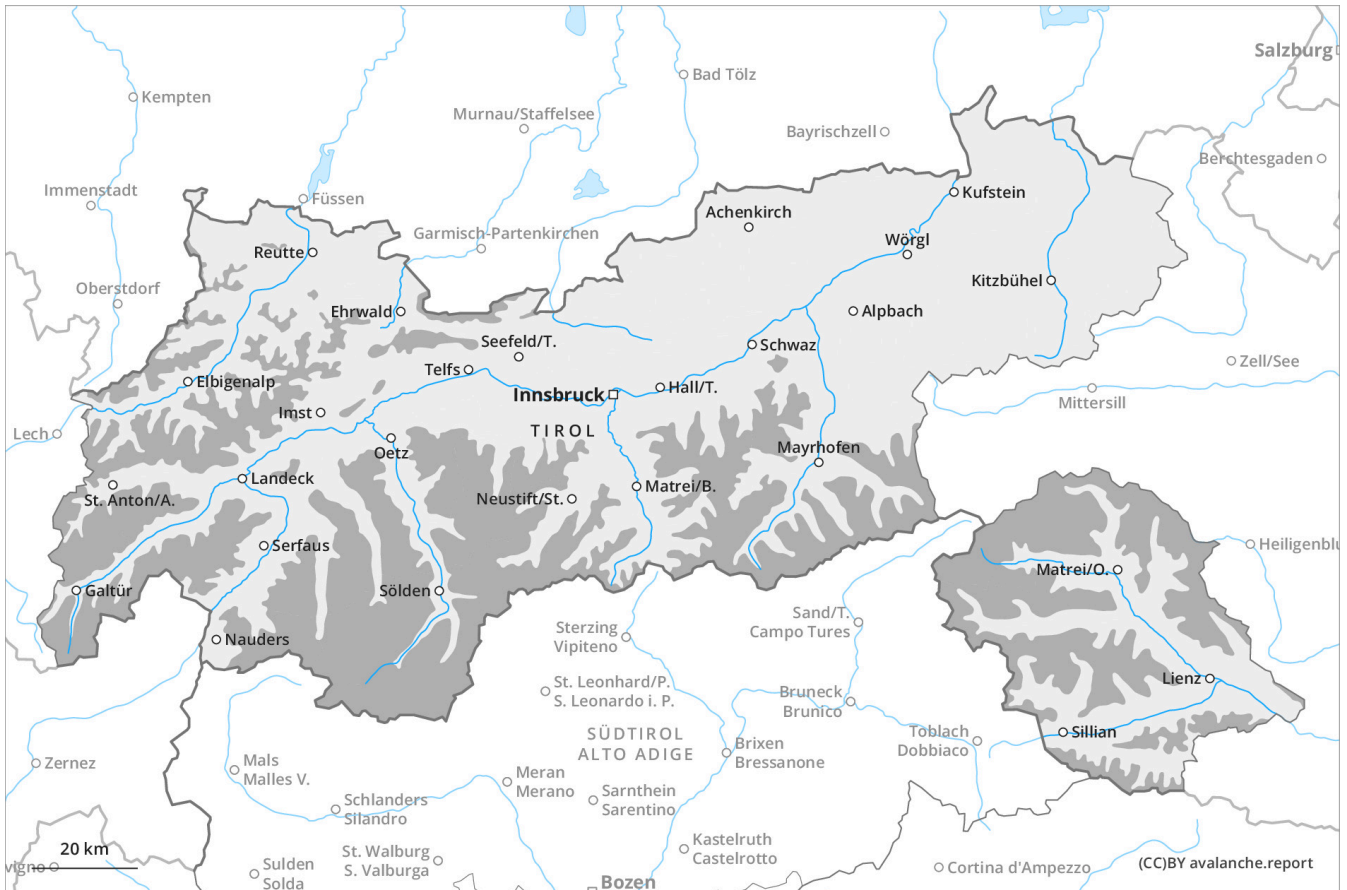 Salzburg
Bad Tölz
Kempten
Murnau/Staffelsee
Bayrischzell
Berchtesgaden
Immenstadt
Füssen
Kufstein
Achenkirch
Garmisch-Partenkirchen
Wörgl
Reutte
Kitzbühel
Oberstdorf
Ehrwald
Alpbach
Seefeld/T.
Schwaz
Zell/See
Telfs
Elbigenalp
Innsbruck
Hall/T.
Mittersill
Imst
TIROL
Lech
Oetz
Mayrhofen
Landeck
St. Anton/A.
Neustift/St.
Matrei/B.
Serfaus
Heiligenblu
Matrei/O.
Galtür
Sölden
Sand/T.
Campo Tures
Nauders
Sterzing
Vipiteno
Lienz
St. Leonhard/P.
S. Leonardo i. P.
Bruneck
Brunico
Sillian
SÜDTIROL
ALTO ADIGE
Toblach
Dobbiaco
Brixen
Bressanone
Zernez
Mals
Malles V.
Meran
Merano
Sarnthein
Sarentino
Schlanders
Silandro
20 km
Kastelruth
Castelrotto
St. Walburg
S. Valburga
vigno
Sulden
Solda
Cortina d'Ampezzo
(CC)BY avalanche.report
Bozen